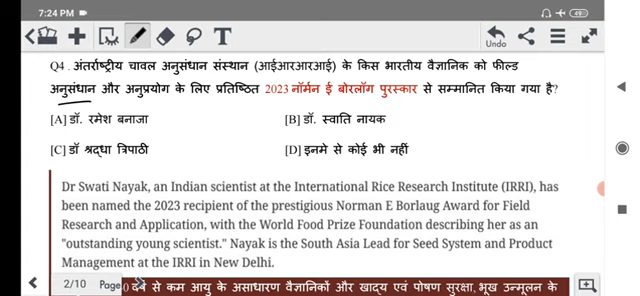 7:24 PM
49
Undo
Q4 . अंतर्राष्ट्रीय चावल अनुसंधान संस्थान (आईआरआरआई) के किस भारतीय वैज्ञानिक को फील्ड
अनुसंधान और अनुप्रयोग के लिए प्रतिष्ठित 2023 नॉर्मन ई बोरलॉग पुरस्कार से सम्मानित किया गया है?
[A] डॉ. रमेश बनाजा [B] डॉ. स्वाति नायक
[C] डॉ श्रद्धा त्रिपाठी [D] इनमे से कोई भी नहीं
Dr Swati Nayak, an Indian scientist at the International Rice Research Institute (IRRI), has
been named the 2023 recipient of the prestigious Norman E Borlaug Award for Field
Research and Application, with the World Food Prize Foundation describing her as an
"outstanding young scientist." Nayak is the South Asia Lead for Seed System and Product
Management at the IRRI in New Delhi.
2/10 Page से कम आयु के असाधारण वैज्ञानिकों और खाद्य एवं पोषण सुरक्षा, भूख उन्मूलन के